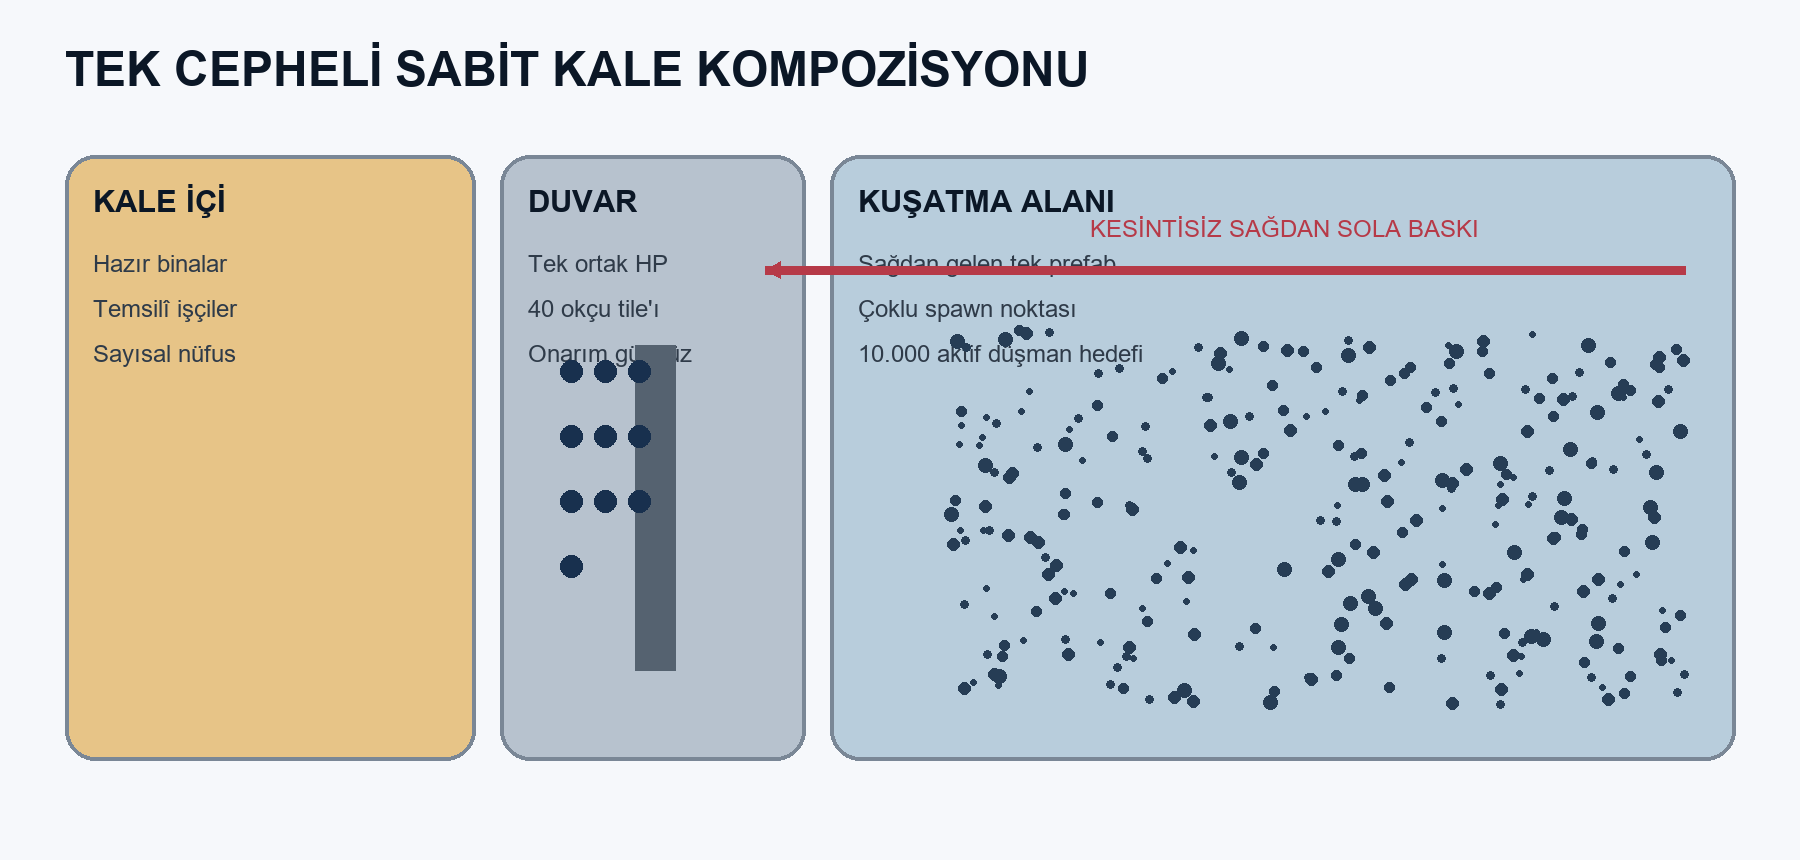 TEK CEPHELİ SABİT KALE KOMPOZİSYONU
KALE İÇİ
Hazır binalar
Temsilî işçiler
Sayısal nüfus
DUVAR
Tek ortak HP
40 okçu tile'ı
Onarım
KUŞATMA ALANI
KESİNTİSİZ SAĞDAN SOLA BASKI
Sağdan gelen tek prefab
Çoklu spawn noktası
10.000 aktif düşman hedefi